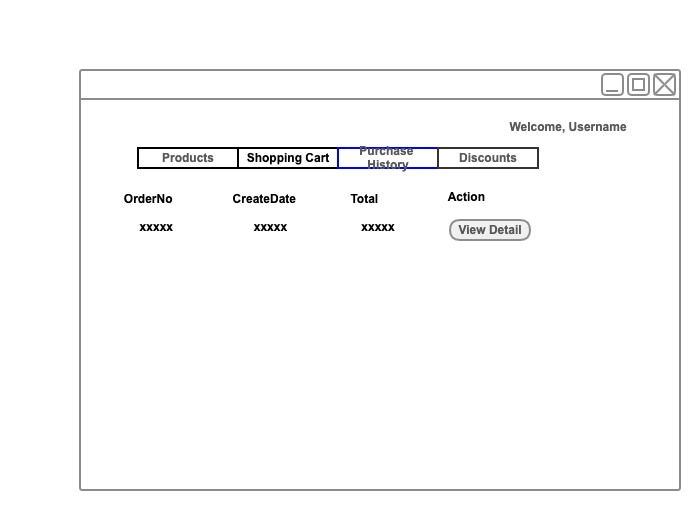 Welcome, Username
Products Shopping Cart Purchase History Discounts
OrderNo CreateDate Total Action
xxxxx xxxxx xxxxx View Detail